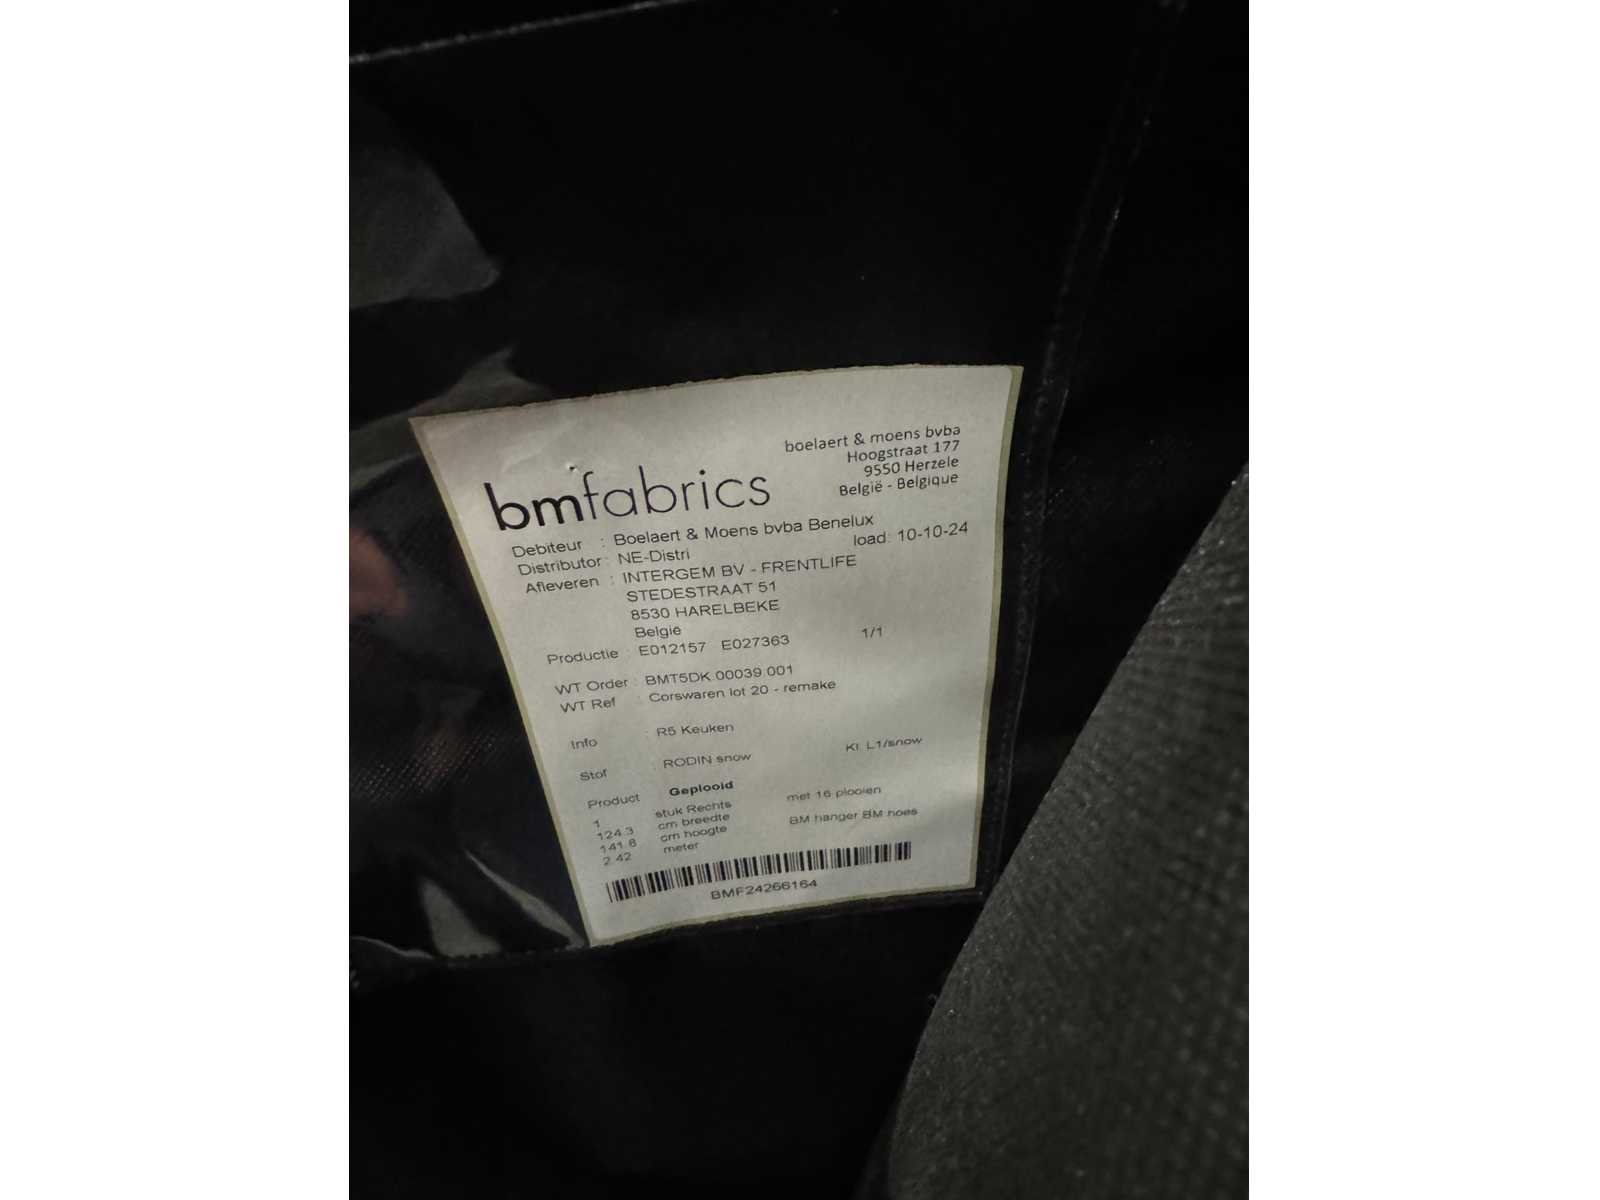 boelaert & moens bvba
Hoogstraat 177
9550 Herzele
België - Belgique
bmfabrics
Debiteur : Boelaert & Moens bvba Benelux
Distributor : NE-Distri load: 10-10-24
Afleveren : INTERGEM BV - FRENTLIFE
STEDESTRAAT 51
8530 HARELBEKE
België
Productie : E012157 E027363 1/1
WT Order : BMT5DK.00039.001
WT Ref : Corswaren lot 20 - remake
Info : R5 Keuken
Stof : RODIN snow Kl. L1/snow
Product Geplooid
1 stuk Rechts met 16 plooien
124.3 cm breedte
141.8 cm hoogte BM hanger BM hoes
2.42 meter
BMF24266164